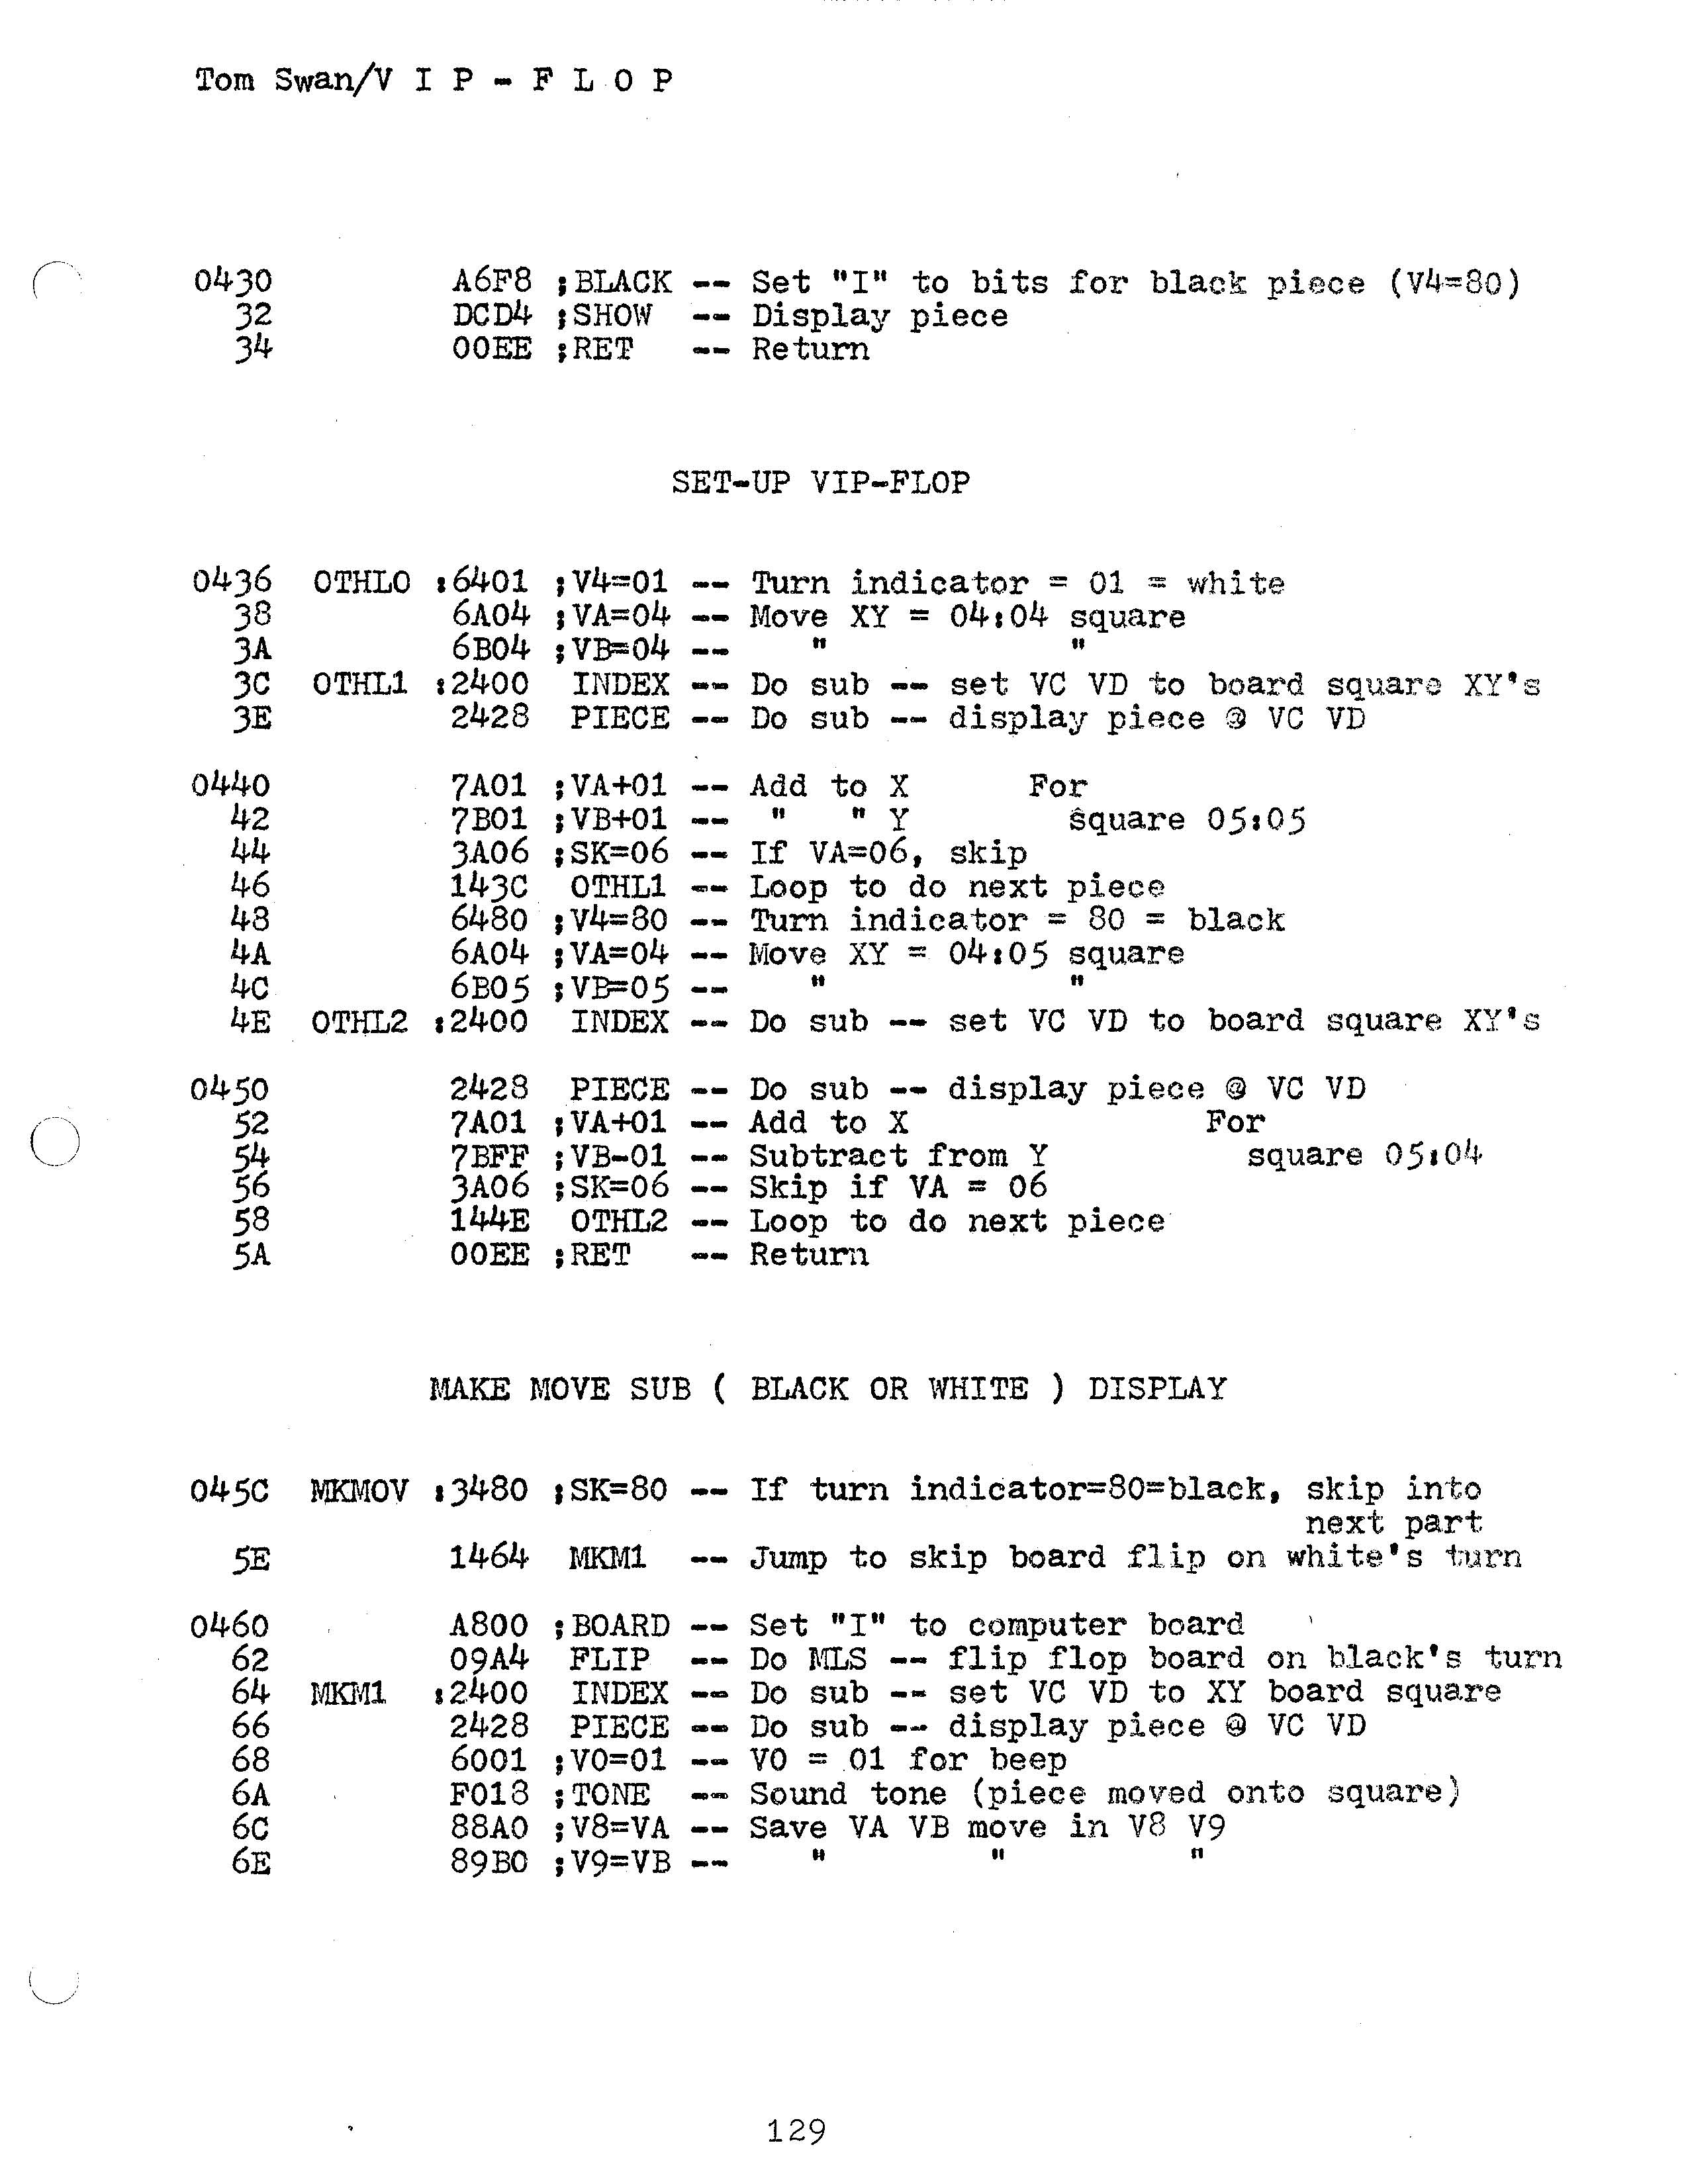 Tom Swan/V I P - F L O P
0430 A6F8 ;BLACK -- Set "I" to bits for black piece (V4=80)
32 DCD4 ;SHOW -- Display piece
34 00EE ;RET -- Return
SET-UP VIP-FLOP
0436 OTHLO :6401 ;V4=01 -- Turn indicator = 01 = white
38 6A04 ;VA=04 -- Move XY = 04:04 square
3A 6B04 ;VB=04 -- " "
3C OTHL1 :2400 INDEX -- Do sub -- set VC VD to board square XY's
3E 2428 PIECE -- Do sub -- display piece @ VC VD
0440 7A01 ;VA+01 -- Add to X For
42 7B01 ;VB+01 -- " " Y square 05:05
44 3A06 ;SK=06 -- If VA=06, skip
46 143C OTHL1 -- Loop to do next piece
48 6480 ;V4=80 -- Turn indicator = 80 = black
4A 6A04 ;VA=04 -- Move XY = 04:05 square
4C 6B05 ;VB=05 -- " "
4E OTHL2 :2400 INDEX -- Do sub -- set VC VD to board square XY's
0450 2428 PIECE -- Do sub -- display piece @ VC VD
52 7A01 ;VA+01 -- Add to X For
54 7BFF ;VB-01 -- Subtract from Y square 05:04
56 3A06 ;SK=06 -- Skip if VA = 06
58 144E OTHL2 -- Loop to do next piece
5A 00EE ;RET -- Return
MAKE MOVE SUB ( BLACK OR WHITE ) DISPLAY
045C MKMOV :3480 ;SK=80 -- If turn indicator=80=black, skip into
next part
5E 1464 MKM1 -- Jump to skip board flip on white's turn
0460 A800 ;BOARD -- Set "I" to computer board
62 09A4 FLIP -- Do MLS -- flip flop board on black's turn
64 MKM1 :2400 INDEX -- Do sub -- set VC VD to XY board square
66 2428 PIECE -- Do sub -- display piece @ VC VD
68 6001 ;V0=01 -- V0 = 01 for beep
6A F018 ;TONE -- Sound tone (piece moved onto square)
6C 88A0 ;V8=VA -- Save VA VB move in V8 V9
6E 89B0 ;V9=VB -- " " "
129